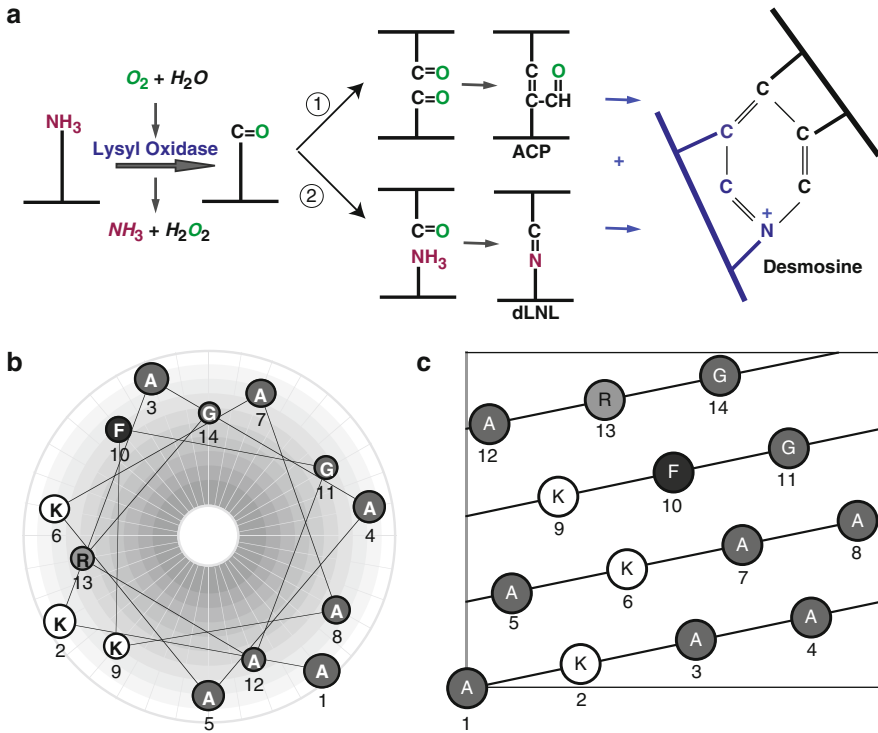 a
O2 + H2O
NH3
Lysyl Oxidase
NH3 + H2O2
C=O
1
2
C=O
C=O
C
C-CH
O
ACP
C=O
NH3
C
N
dLNL
+
C
C
C
C
C
N
+
Desmosine
b
A
3
A
7
F
10
G
14
G
11
K
6
A
4
R
13
K
2
K
9
A
8
A
12
A
5
A
1
c
A
12
R
13
G
14
K
9
F
10
G
11
A
5
K
6
A
7
A
8
A
1
K
2
A
3
A
4